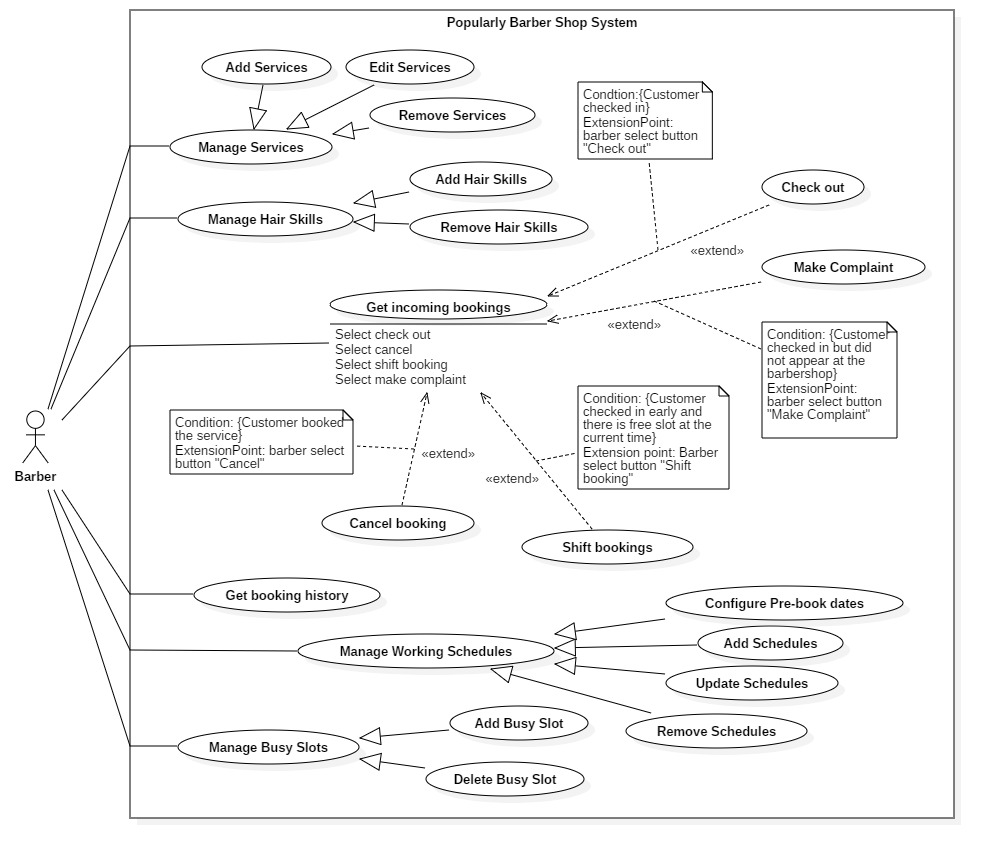 Popularly Barber Shop System
Add Services
Edit Services
Remove Services
Manage Services
Condtion:{Customer
checked in}
ExtensionPoint:
barber select button
"Check out"
Add Hair Skills
Check out
Manage Hair Skills
Remove Hair Skills
«extend»
Make Complaint
Get incoming bookings
«extend»
Select check out
Select cancel
Select shift booking
Select make complaint
Condition: {Customer
checked in but did
not appear at the
barbershop}
ExtensionPoint:
barber select button
"Make Complaint"
Condition: {Customer booked
the service}
ExtensionPoint: barber select
button "Cancel"
«extend»
Condition: {Customer
checked in early and
there is free slot at the
current time}
Extension point: Barber
select button "Shift
booking"
«extend»
Barber
Cancel booking
Shift bookings
Get booking history
Configure Pre-book dates
Manage Working Schedules
Add Schedules
Update Schedules
Remove Schedules
Add Busy Slot
Manage Busy Slots
Delete Busy Slot